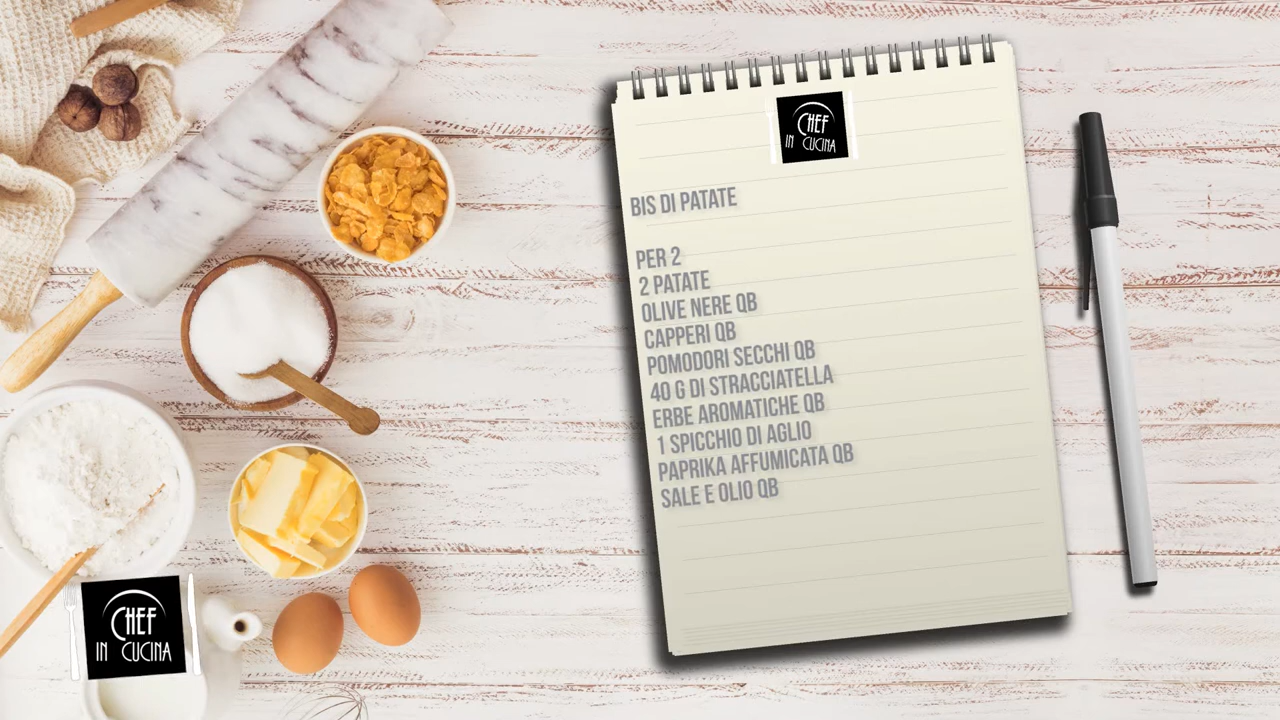 CHEF
IN CUCINA
BIS DI PATATE
PER 2
2 PATATE
OLIVE NERE QB
CAPPERI QB
POMODORI SECCHI QB
40 G DI STRACCIATELLA
ERBE AROMATICHE QB
1 SPICCHIO DI AGLIO
PAPRIKA AFFUMICATA QB
SALE E OLIO QB
CHEF
IN CUCINA